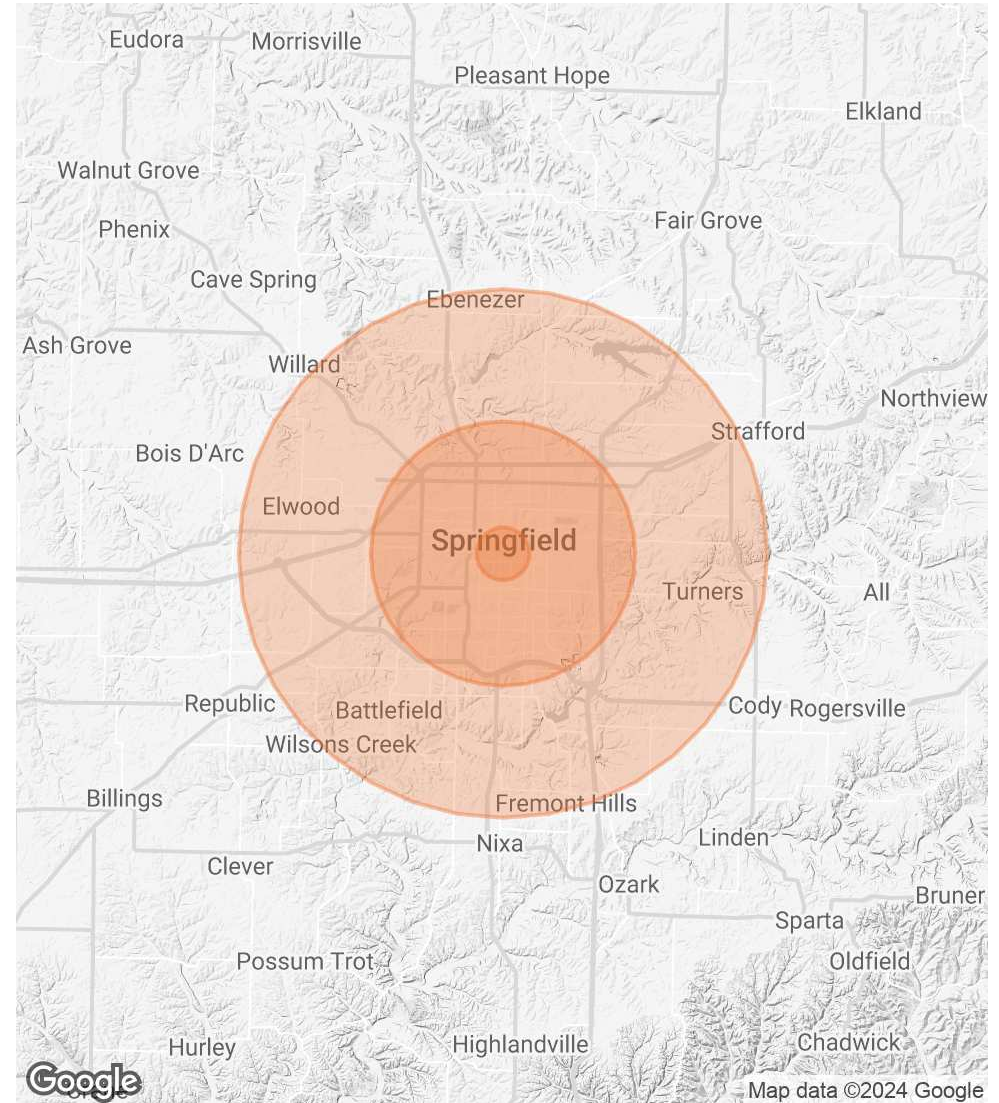 Eudora
Morrisville
Pleasant Hope
Elkland
Walnut Grove
Phenix
Fair Grove
Cave Spring
Ebenezer
Ash Grove
Willard
Northview
Strafford
Bois D'Arc
Elwood
Springfield
Turners
All
Republic
Battlefield
Cody
Rogersville
Wilsons Creek
Billings
Fremont Hills
Linden
Nixa
Clever
Ozark
Bruner
Sparta
Possum Trot
Oldfield
Hurley
Highlandville
Chadwick
Google
Map data ©2024 Google